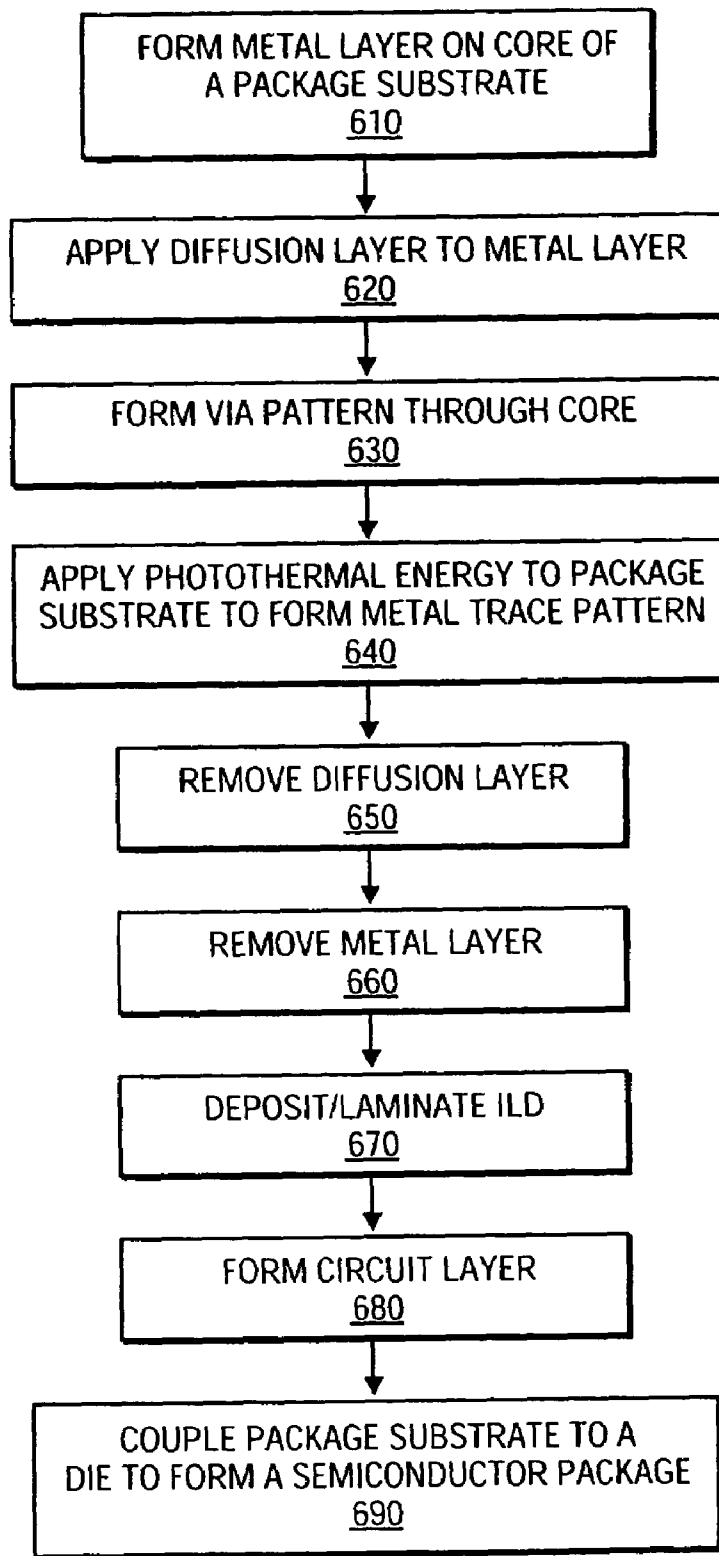 FORM METAL LAYER ON CORE OF
A PACKAGE SUBSTRATE
610
APPLY DIFFUSION LAYER TO METAL LAYER
620
FORM VIA PATTERN THROUGH CORE
630
APPLY PHOTOTHERMAL ENERGY TO PACKAGE
SUBSTRATE TO FORM METAL TRACE PATTERN
640
REMOVE DIFFUSION LAYER
650
REMOVE METAL LAYER
660
DEPOSIT/LAMINATE ILD
670
FORM CIRCUIT LAYER
680
COUPLE PACKAGE SUBSTRATE TO A
DIE TO FORM A SEMICONDUCTOR PACKAGE
690